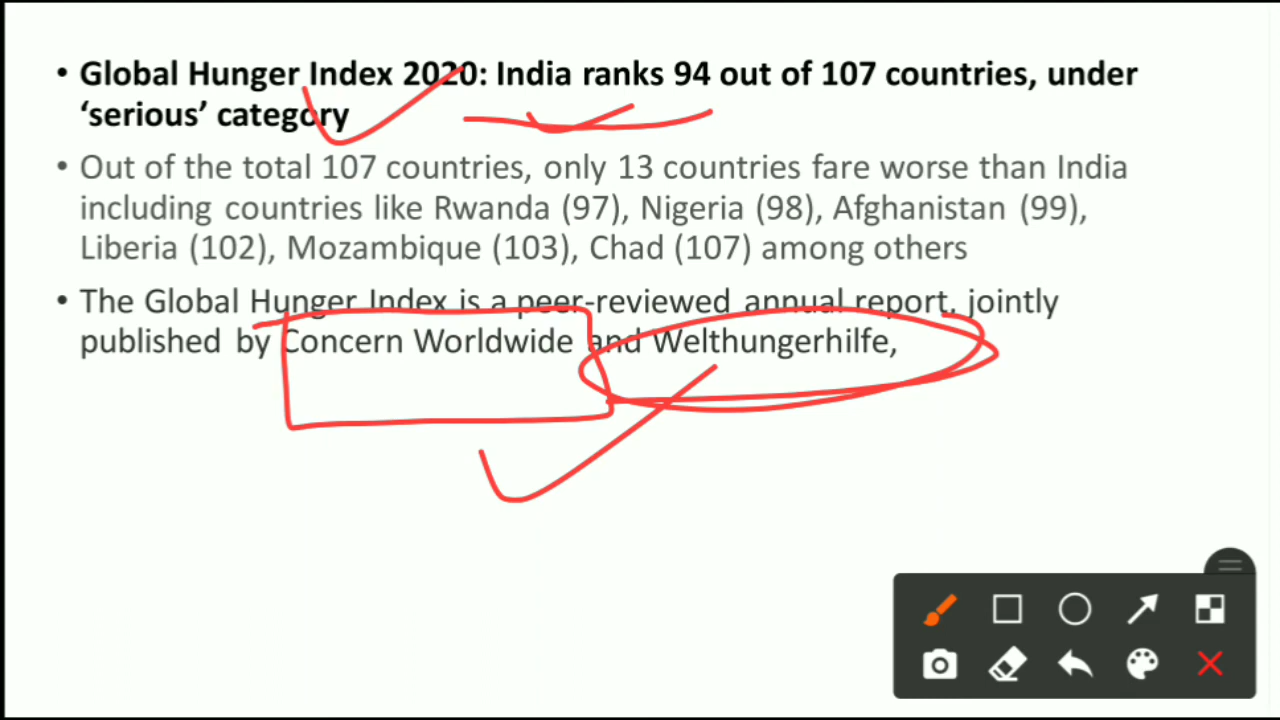 • Global Hunger Index 2020: India ranks 94 out of 107 countries, under
‘serious’ category
• Out of the total 107 countries, only 13 countries fare worse than India
including countries like Rwanda (97), Nigeria (98), Afghanistan (99),
Liberia (102), Mozambique (103), Chad (107) among others
• The Global Hunger Index is a peer-reviewed annual report, jointly
published by Concern Worldwide and Welthungerhilfe,